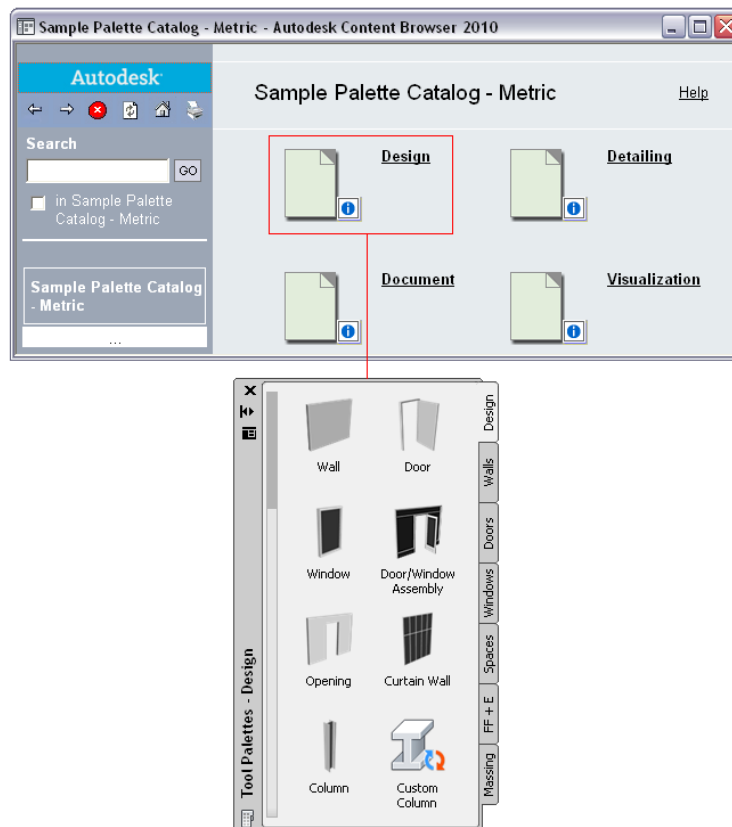 Sample Palette Catalog - Metric - Autodesk Content Browser 2010
Autodesk
Sample Palette Catalog - Metric
Help
Search
GO
in Sample Palette
Catalog - Metric
Sample Palette Catalog
- Metric
...
Design
Detailing
Document
Visualization
Tool Palettes - Design
Wall
Door
Window
Door/Window
Assembly
Opening
Curtain Wall
Column
Custom
Column
Design
Walls
Doors
Windows
Spaces
FF + E
Massing